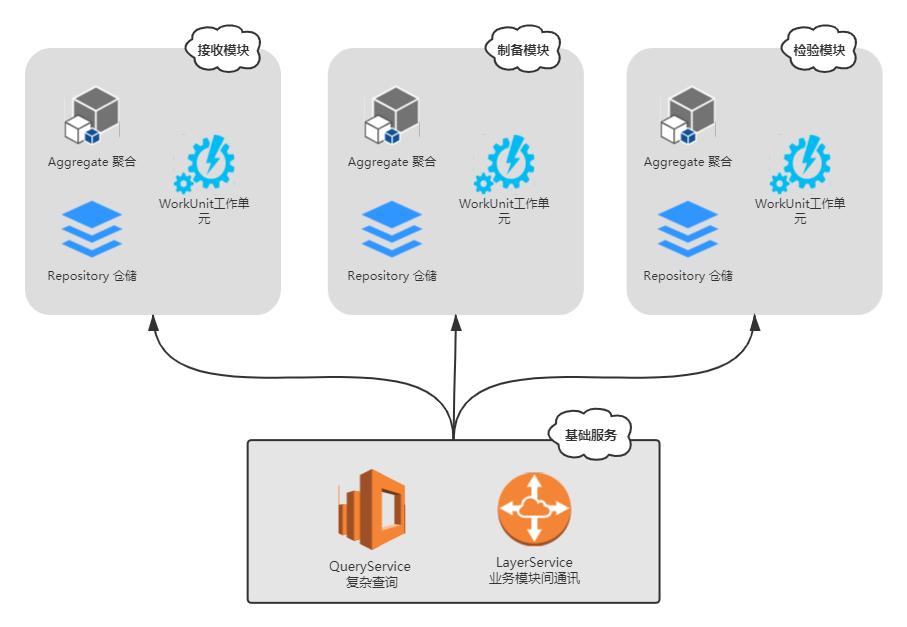 接收模块
Aggregate 聚合
WorkUnit工作单
元
Repository 仓储
制备模块
Aggregate 聚合
WorkUnit工作单
元
Repository 仓储
检验模块
Aggregate 聚合
WorkUnit工作单
元
Repository 仓储
基础服务
QueryService
复杂查询
LayerService
业务模块间通讯